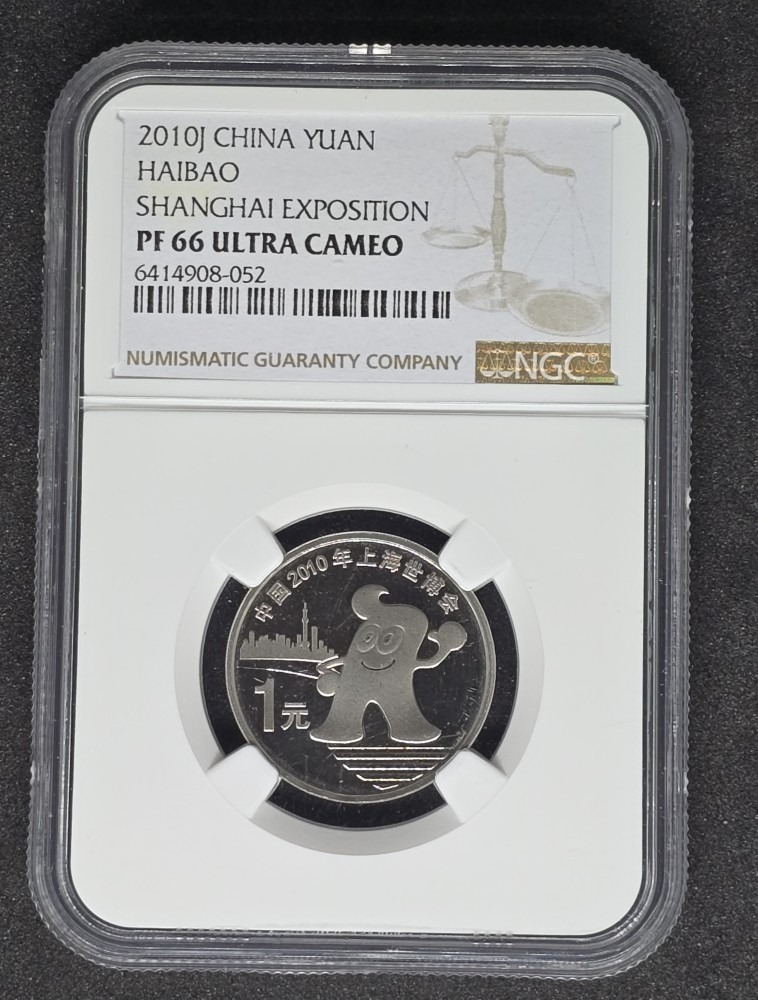 2010J CHINA YUAN
HAIBAO
SHANGHAI EXPOSITION
PF 66 ULTRA CAMEO
6414908-052
NUMISMATIC GUARANTY COMPANY
NGC®
中国2010年上海世博会
1元